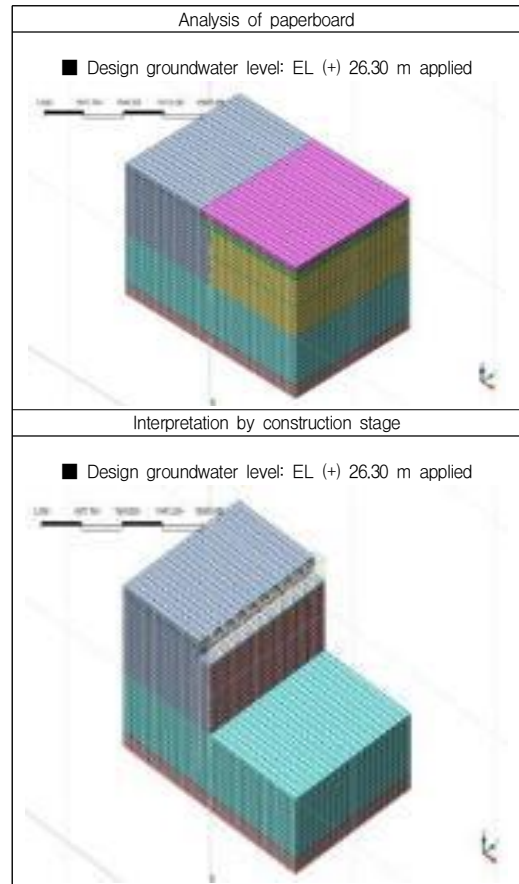 Analysis of paperboard
■ Design groundwater level: EL (+) 26.30 m applied
Interpretation by construction stage
■ Design groundwater level: EL (+) 26.30 m applied